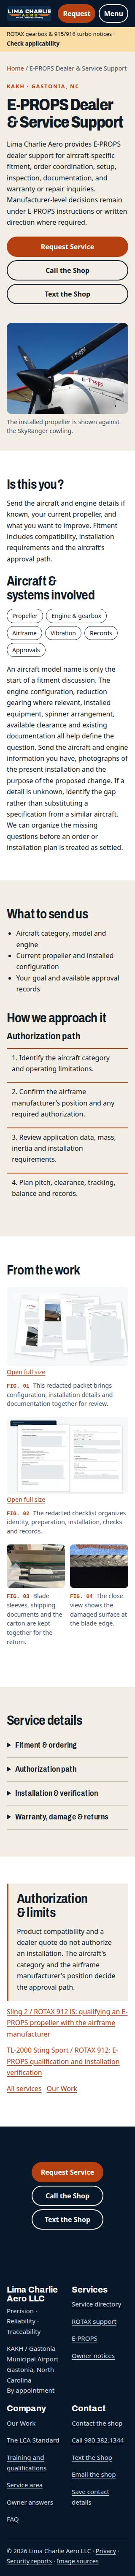 LIMA CHARLIE
Request
Menu
ROTAX gearbox & 915/916 turbo notices ·
Check applicability
Home / E-PROPS Dealer & Service Support
KAKH · GASTONIA, NC
E-PROPS Dealer
& Service Support
Lima Charlie Aero provides E-PROPS
dealer support for aircraft-specific
fitment, order coordination, setup,
inspection, documentation, and
airworthiness or repair inquiries.
Manufacturer-level decisions remain
under E-PROPS instructions or written
direction where required.
Request Service
Call the Shop
Text the Shop
The installed propeller is shown against
the SkyRanger cowling.
Is this you?
Send the aircraft and engine details if
known, your current propeller, and
what you want to improve. Fitment
includes compatibility, installation
requirements and the aircraft’s
approval path.
Aircraft &
systems involved
Propeller
Engine & gearbox
Airframe
Vibration
Records
Approvals
An aircraft model name is only the
start of a fitment discussion. The
engine configuration, reduction
gearing where relevant, installed
equipment, spinner arrangement,
available clearance and existing
documentation all help define the
request. Send the aircraft and engine
information you have, photographs of
the present installation and the
purpose of the proposed change. If a
detail is unknown, identify the gap
rather than substituting a
specification from a similar aircraft.
We can organize the missing
questions before an order or
installation plan is treated as settled.
What to send us
• Aircraft category, model and
engine
• Current propeller and installed
configuration
• Your goal and available approval
records
How we approach it
Authorization path
1. Identify the aircraft category
and operating limitations.
2. Confirm the airframe
manufacturer’s position and any
required authorization.
3. Review application data, mass,
inertia and installation
requirements.
4. Plan pitch, clearance, tracking,
balance and records.
From the work
Open full size
FIG. 01 This redacted packet brings
configuration, installation details and
documentation together for review.
Open full size
FIG. 02 The redacted checklist organizes
identity, preparation, installation, checks
and records.
FIG. 03 Blade
sleeves, shipping
documents and the
carton are kept
together for the
return.
FIG. 04 The close
view shows the
damaged surface at
the blade edge.
Service details
Fitment & ordering
Authorization path
Installation & verification
Warranty, damage & returns
Authorization
& limits
Product compatibility and a
dealer quote do not authorize
an installation. The aircraft’s
category and the airframe
manufacturer’s position decide
the approval path.
Sling 2 / ROTAX 912 iS: qualifying an E-
PROPS propeller with the airframe
manufacturer
TL-2000 Sting Sport / ROTAX 912: E-
PROPS qualification and installation
verification
All services Our Work
Request Service
Call the Shop
Text the Shop
Lima Charlie
Aero LLC
Precision ·
Reliability ·
Traceability
KAKH / Gastonia
Municipal Airport
Gastonia, North
Carolina
By appointment
Services
Service directory
ROTAX support
E-PROPS
Owner notices
Company
Our Work
The LCA Standard
Training and
qualifications
Service area
Owner answers
FAQ
Contact
Contact the shop
Call 980.382.1344
Text the Shop
Email the shop
Save contact
details
© 2026 Lima Charlie Aero LLC · Privacy ·
Security reports · Image sources